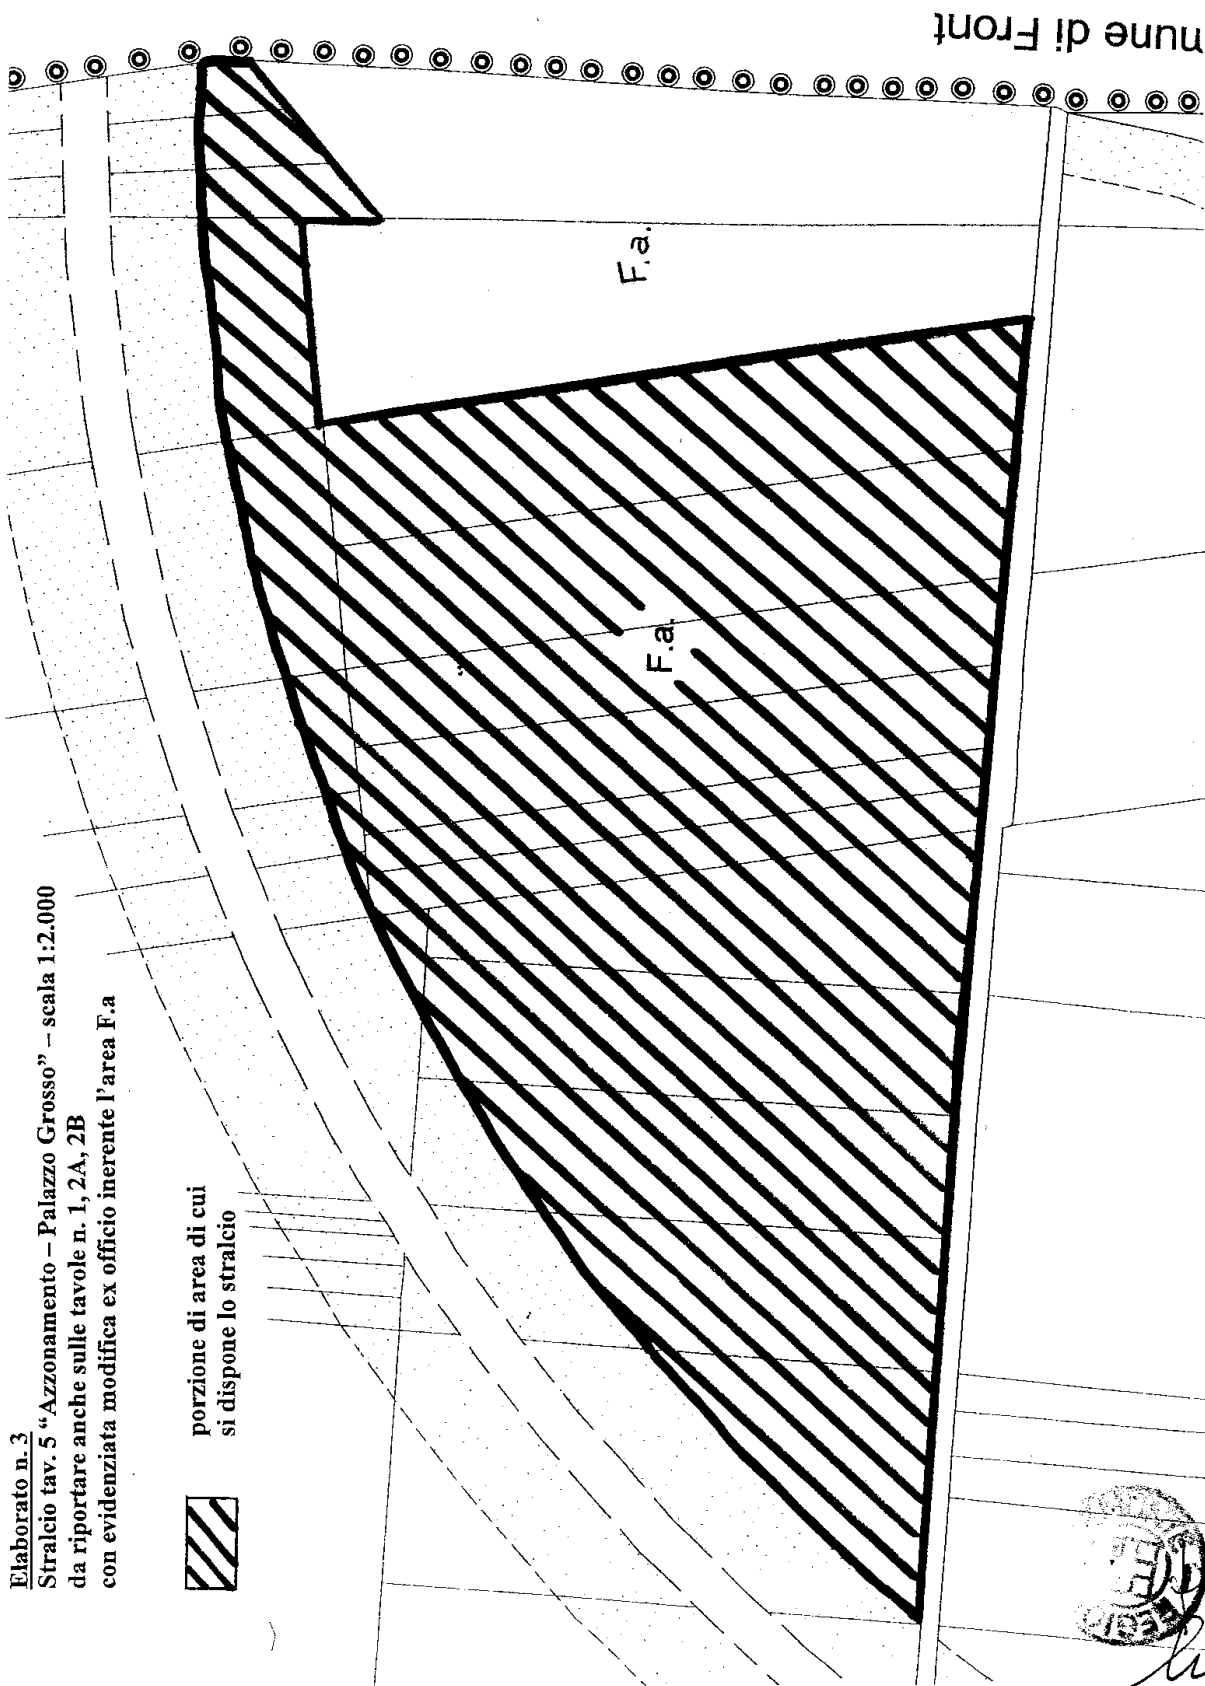 Elaborato n. 3
Stralcio tav. 5 “Azzonamento – Palazzo Grosso” – scala 1:2.000
da riportare anche sulle tavole n. 1, 2A, 2B
con evidenziata modifica ex officio inerente l'area F.a
porzione di area di cui
si dispone lo stralcio
F.a.
F.a.
mune di Front